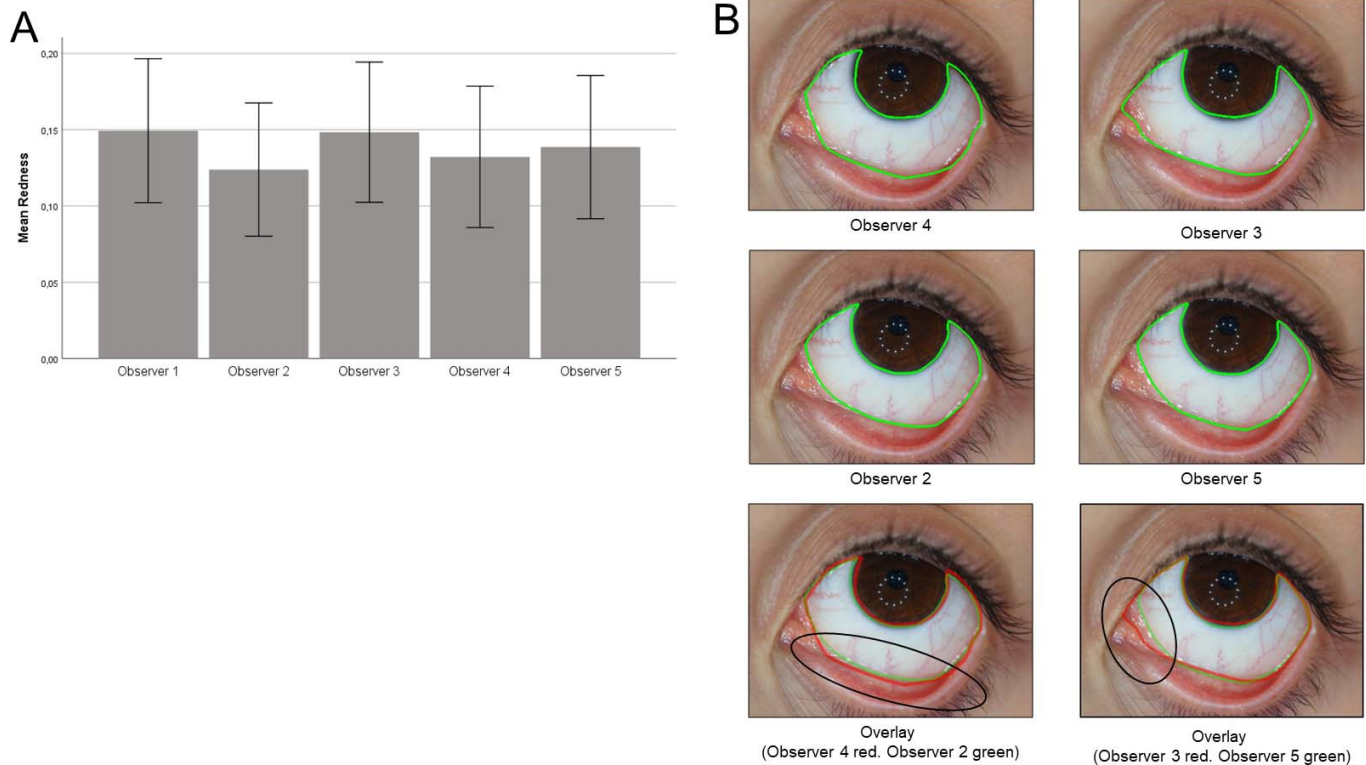 A
0,20
0,15
0,10
0,05
0,00
Mean Redness
Observer 1
Observer 2
Observer 3
Observer 4
Observer 5
B
Observer 4
Observer 3
Observer 2
Observer 5
Overlay
(Observer 4 red. Observer 2 green)
Overlay
(Observer 3 red. Observer 5 green)